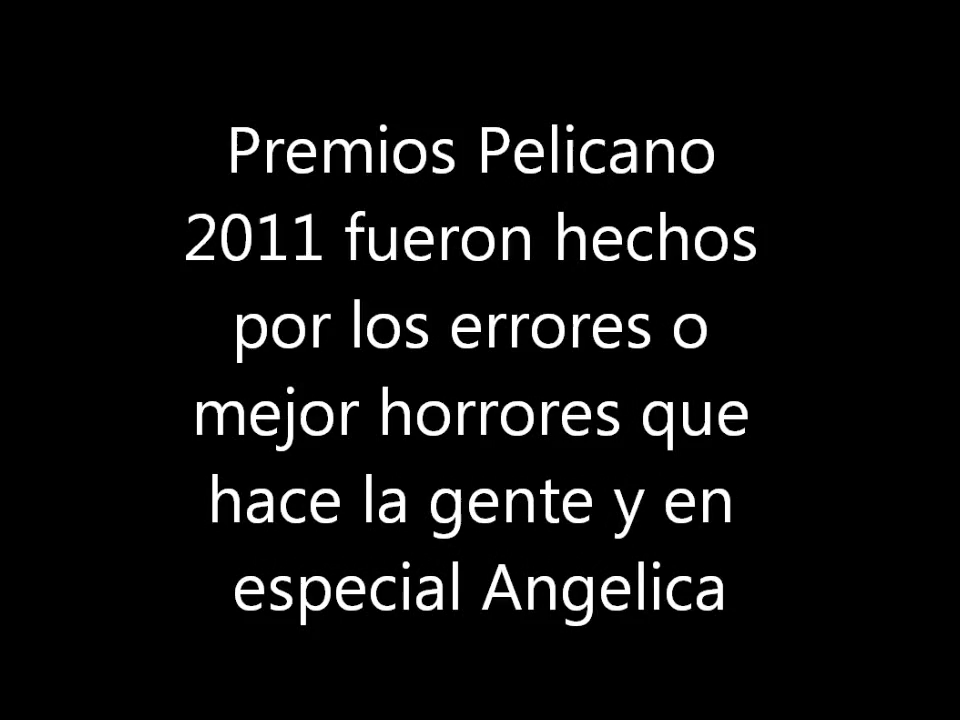 Premios Pelicano
2011 fueron hechos
por los errores o
mejor horrores que
hace la gente y en
especial Angelica